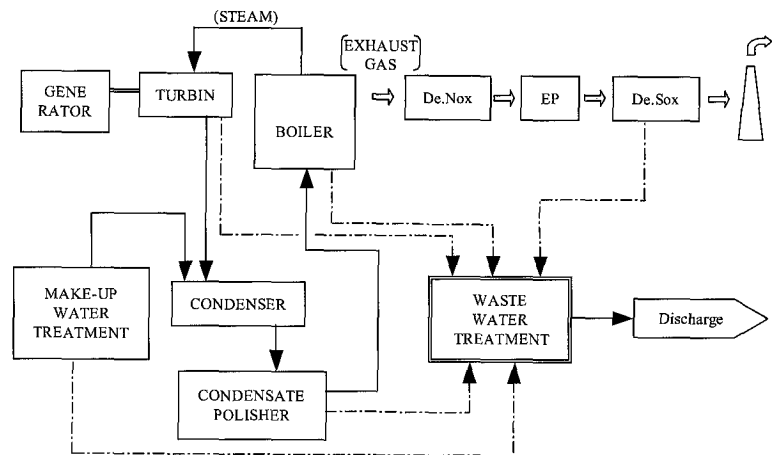 (STEAM)
EXHAUST
GAS
GENE
RATOR
TURBIN
BOILER
De.Nox
EP
De.Sox
MAKE-UP
WATER
TREATMENT
CONDENSER
CONDENSATE
POLISHER
WASTE
WATER
TREATMENT
Discharge